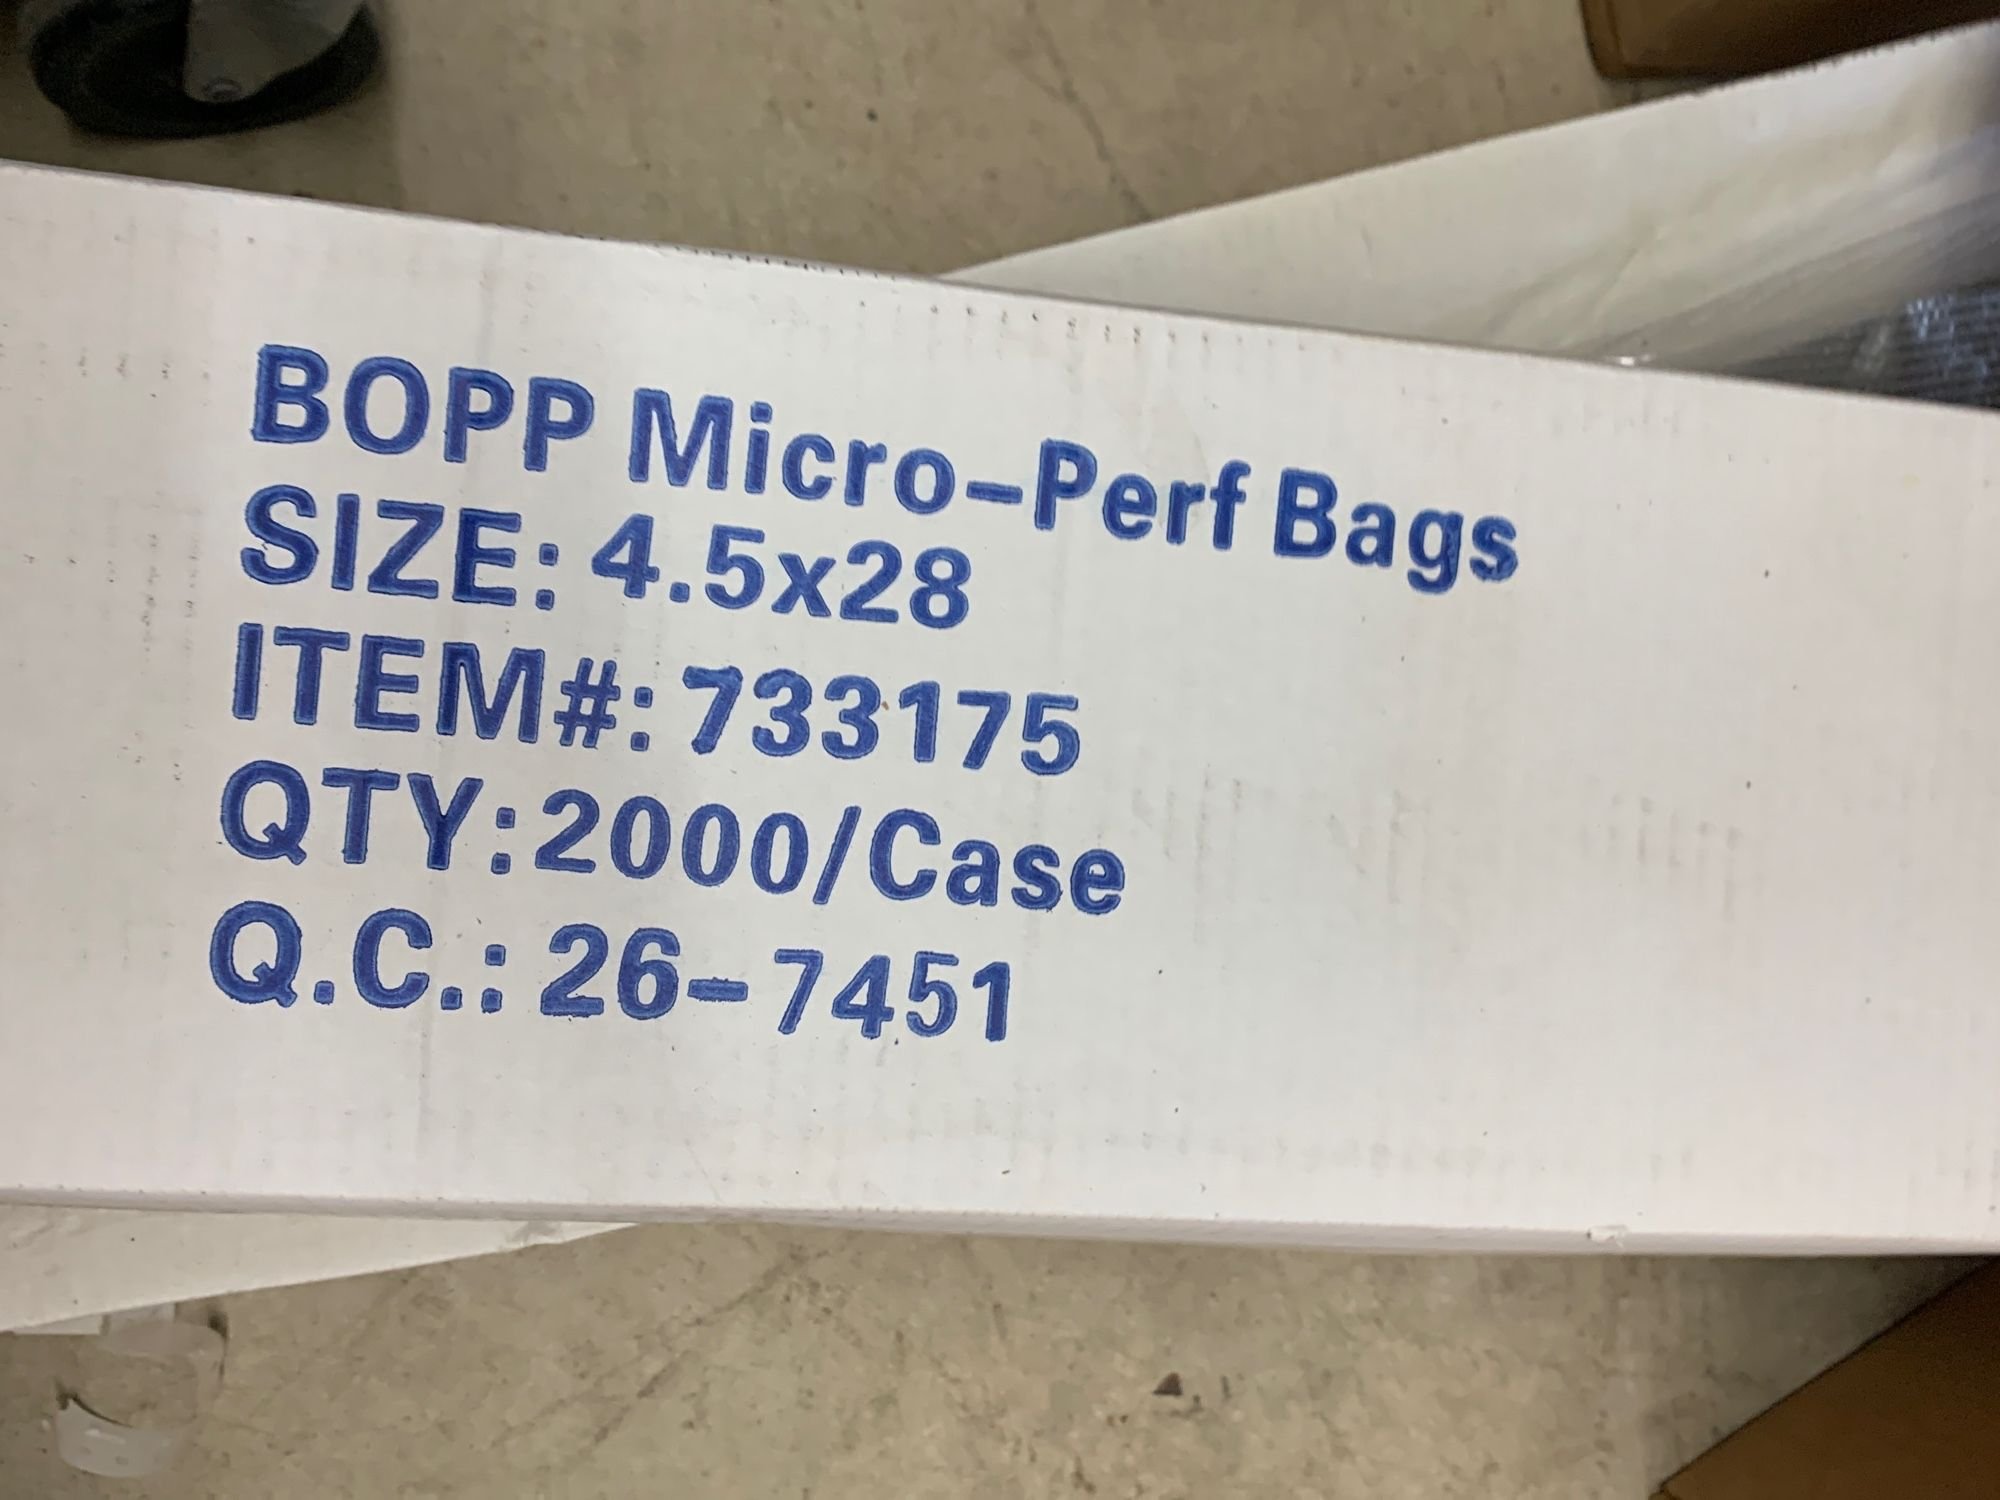 BOPP Micro-Perf Bags
SIZE: 4.5x28
ITEM#: 733175
QTY:2000/Case
Q.C.: 26-7451